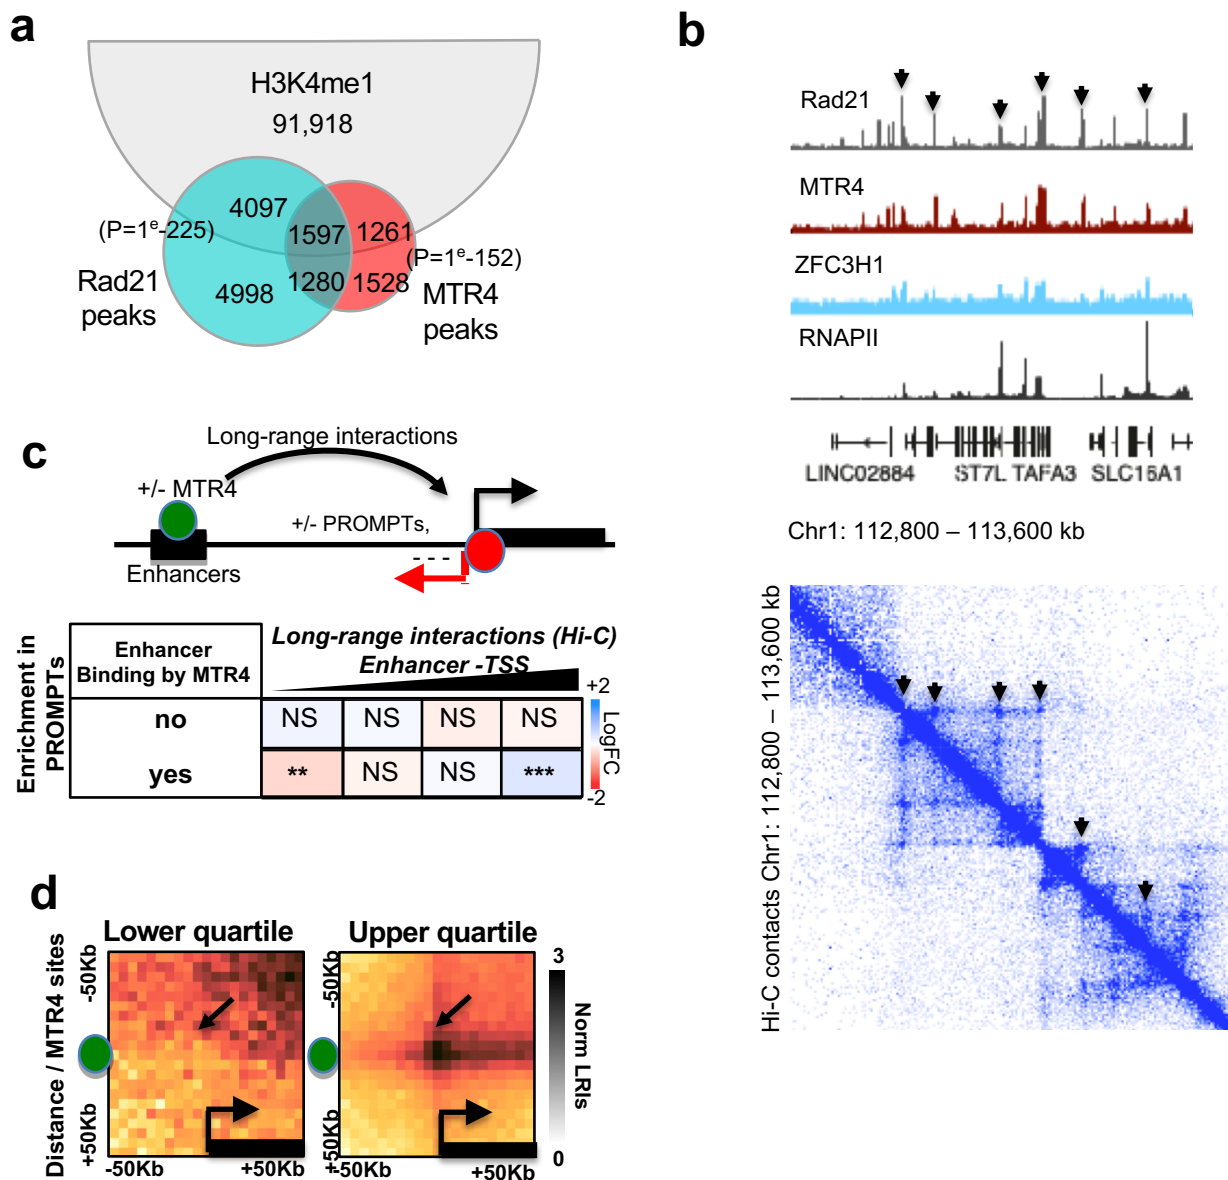 a
H3K4me1
91,918
4097
(P=1e-225)
1597
1261
(P=1e-152)
Rad21
peaks
4998
1280
1528
MTR4
peaks
b
Rad21
MTR4
ZFC3H1
RNAPII
LINC02884
ST7L TAFA3
SLC16A1
Chr1: 112,800 – 113,600 kb
Hi-C contacts Chr1: 112,800 – 113,600 kb
c
Long-range interactions
+/- MTR4
+/- PROMPTs,
Enhancers
Enrichment in
PROMPTs
Enhancer
Binding by MTR4
Long-range interactions (Hi-C)
Enhancer -TSS
+2
LogFC
-2
no
NS
NS
NS
NS
yes
**
NS
NS
***
d
Lower quartile
Upper quartile
Distance / MTR4 sites
-50Kb
+50Kb
-50Kb
+50Kb
-50Kb
+50Kb
+-50Kb
+50Kb
3
Norm LRIs
0